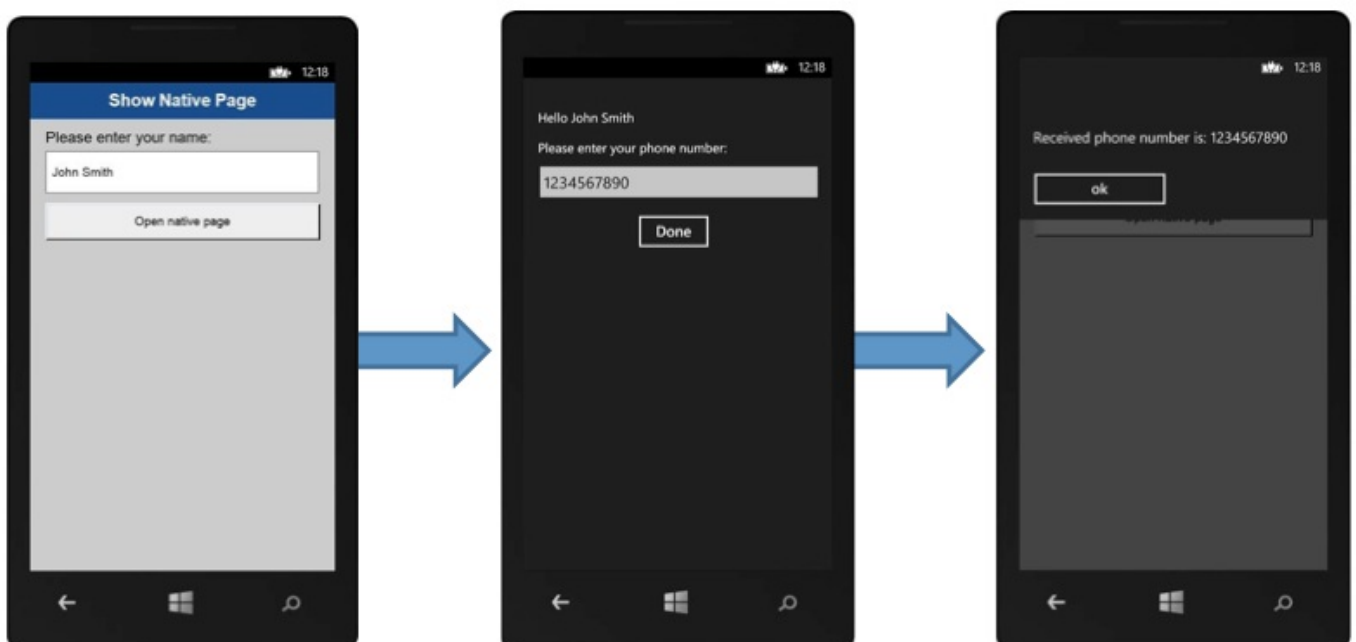 12:18
Show Native Page
Please enter your name:
John Smith
Open native page
12:18
Hello John Smith
Please enter your phone number:
1234567890
Done
12:18
Received phone number is: 1234567890
ok